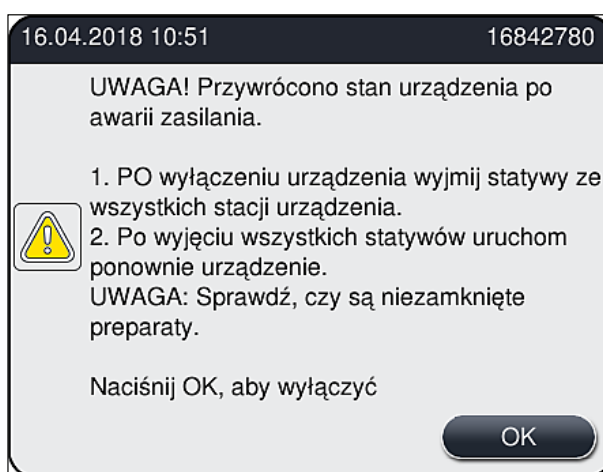 16.04.2018 10:51 16842780
UWAGA! Przywrócono stan urządzenia po
awarii zasilania.
1. PO wyłączeniu urządzenia wyjmij statywy ze
wszystkich stacji urządzenia.
2. Po wyjęciu wszystkich statywów uruchom
ponownie urządzenie.
UWAGA: Sprawdź, czy są niezamknięte
preparaty.
Naciśnij OK, aby wyłączyć
OK